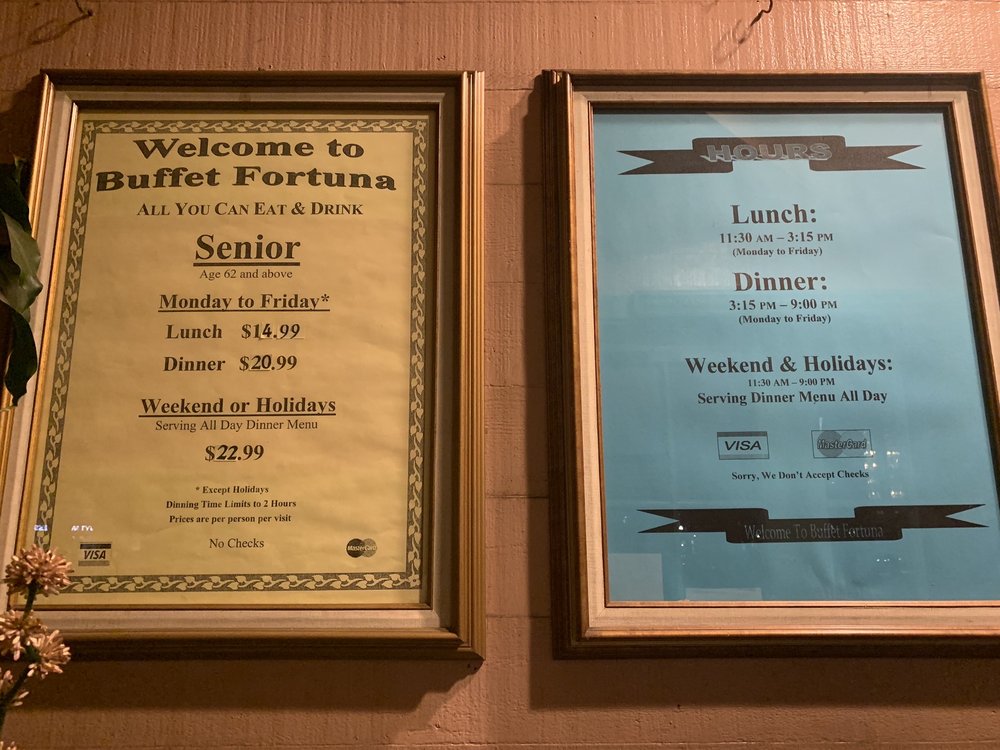 Welcome to
Buffet Fortuna
ALL YOU CAN EAT & DRINK
Senior
Age 62 and above
Monday to Friday*
Lunch $14.99
Dinner $20.99
Weekend or Holidays
Serving All Day Dinner Menu
$22.99
* Except Holidays
Dinning Time Limits to 2 Hours
Prices are per person per visit
No Checks
VISA
MasterCard
HOURS
Lunch:
11:30 AM – 3:15 PM
(Monday to Friday)
Dinner:
3:15 PM – 9:00 PM
(Monday to Friday)
Weekend & Holidays:
11:30 AM – 9:00 PM
Serving Dinner Menu All Day
VISA MasterCard
Sorry, We Don't Accept Checks
Welcome To Buffet Fortuna